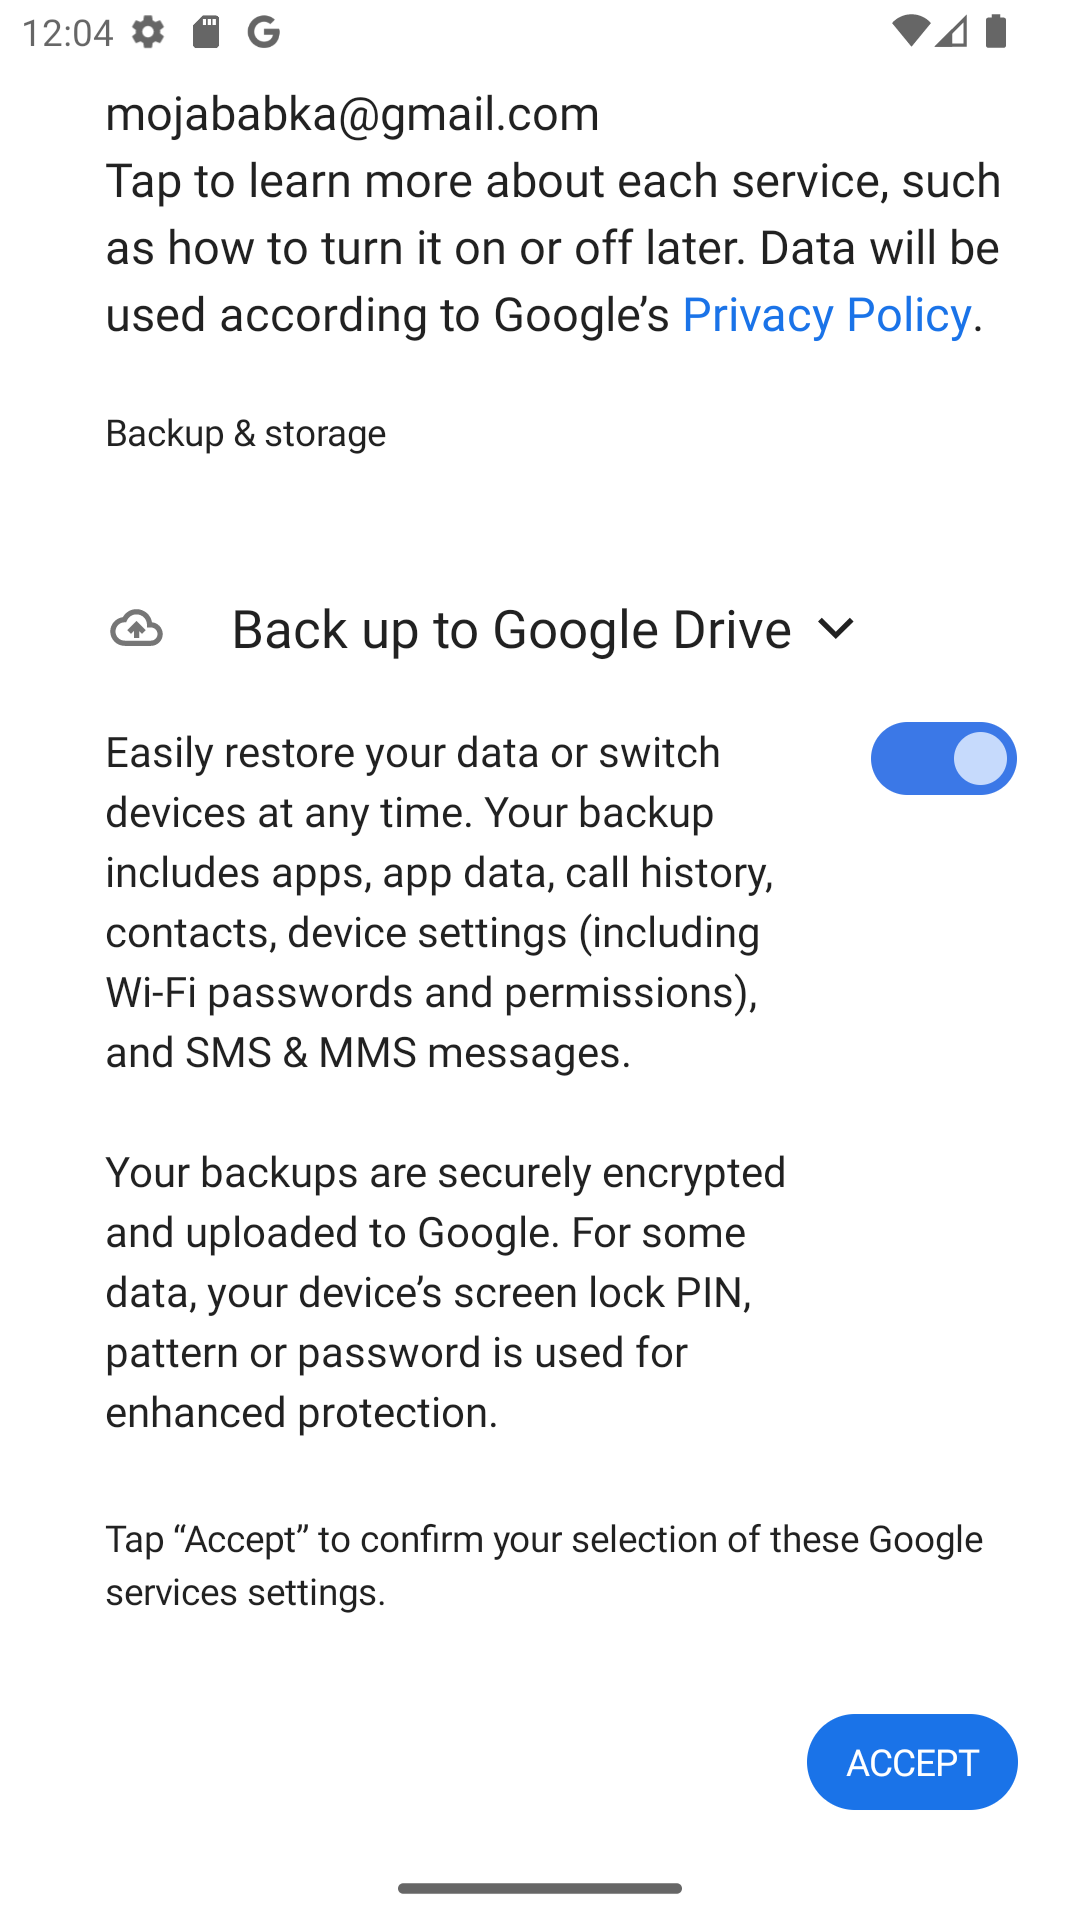 12:04
mojababka@gmail.com
Tap to learn more about each service, such
as how to turn it on or off later. Data will be
used according to Google’s Privacy Policy.
Backup & storage
Back up to Google Drive
Easily restore your data or switch
devices at any time. Your backup
includes apps, app data, call history,
contacts, device settings (including
Wi-Fi passwords and permissions),
and SMS & MMS messages.
Your backups are securely encrypted
and uploaded to Google. For some
data, your device’s screen lock PIN,
pattern or password is used for
enhanced protection.
Tap “Accept” to confirm your selection of these Google
services settings.
ACCEPT